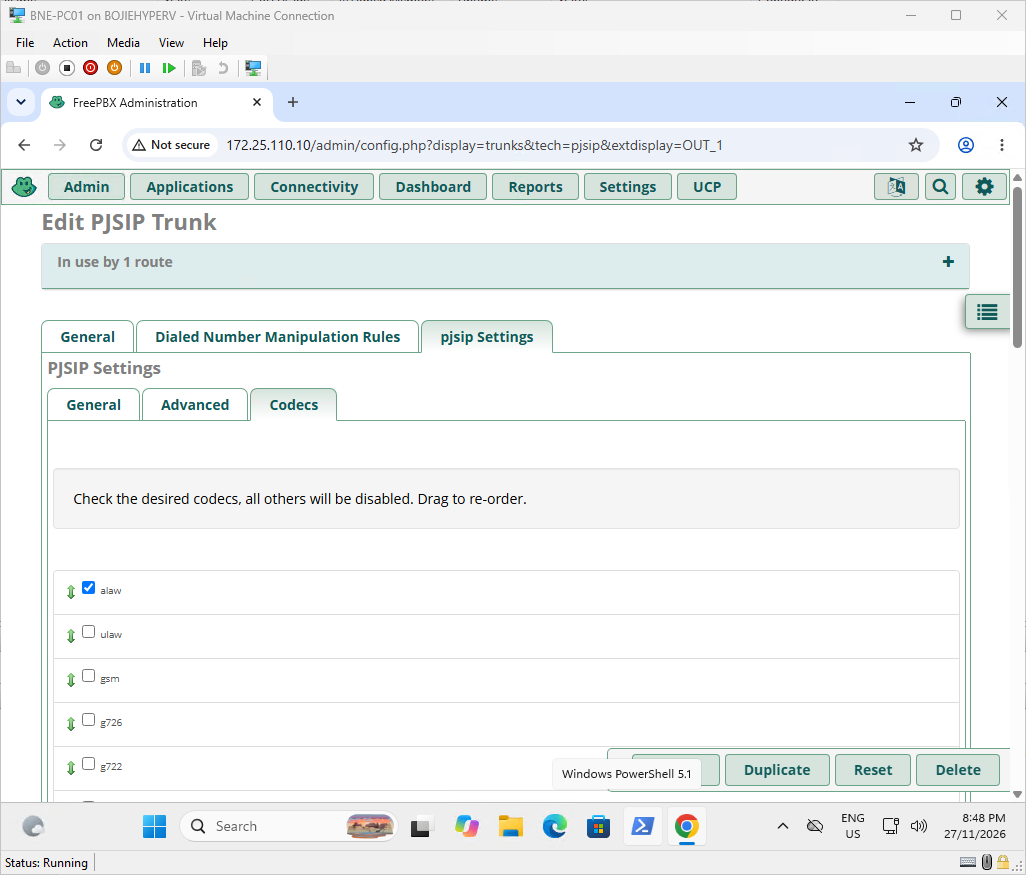 BNE-PC01 on BOJIEHYPERV - Virtual Machine Connection
File Action Media View Help
FreePBX Administration
Not secure 172.25.110.10/admin/config.php?display=trunks&tech=pjsip&extdisplay=OUT_1
Admin Applications Connectivity Dashboard Reports Settings UCP
Edit PJSIP Trunk
In use by 1 route
General Dialed Number Manipulation Rules pjsip Settings
PJSIP Settings
General Advanced Codecs
Check the desired codecs, all others will be disabled. Drag to re-order.
alaw
ulaw
gsm
g726
g722
Windows PowerShell 5.1 Duplicate Reset Delete
Search
ENG
US
8:48 PM
27/11/2026
Status: Running